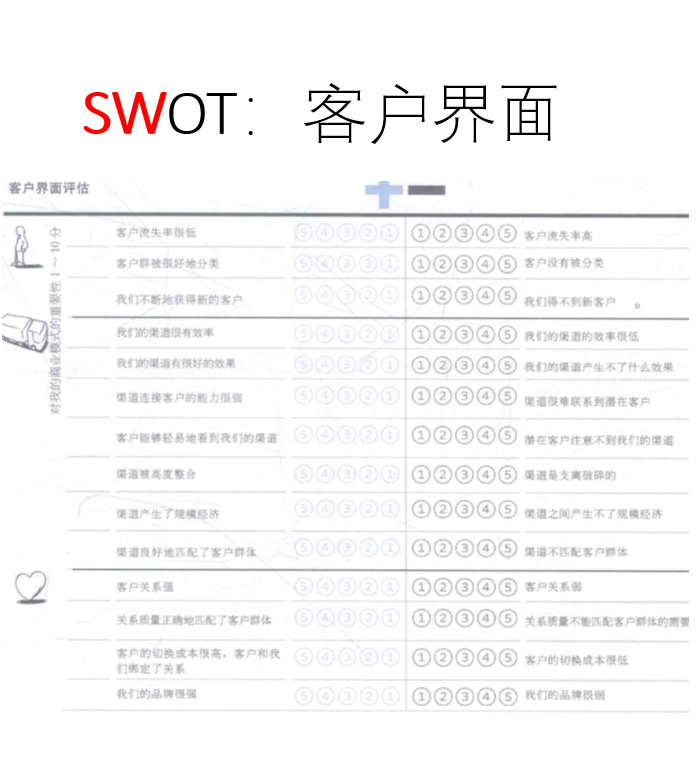 SWOT：客户界面
客户界面评估
对我的商业模式的重要性 1 ～ 10 分
客户流失率很低 ⑤④③②① ①②③④⑤ 客户流失率高
客户群被很好地分类 ⑤④③②① ①②③④⑤ 客户没有被分类
我们不断地获得新的客户 ⑤④③②① ①②③④⑤ 我们得不到新客户 。
我们的渠道很有效率 ⑤④③②① ①②③④⑤ 我们的渠道的效率很低
我们的渠道有很好的效果 ⑤④③②① ①②③④⑤ 我们的渠道产生不了什么效果
渠道连接客户的能力很强 ⑤④③②① ①②③④⑤ 渠道很难联系到潜在客户
客户能够轻易地看到我们的渠道 ⑤④③②① ①②③④⑤ 潜在客户注意不到我们的渠道
渠道被高度整合 ⑤④③②① ①②③④⑤ 渠道是支离破碎的
渠道产生了规模经济 ⑤④③②① ①②③④⑤ 渠道之间产生不了规模经济
渠道良好地匹配了客户群体 ⑤④③②① ①②③④⑤ 渠道不匹配客户群体
客户关系强 ⑤④③②① ①②③④⑤ 客户关系弱
关系质量正确地匹配了客户群体 ⑤④③②① ①②③④⑤ 关系质量不能匹配客户群体的需要
客户的切换成本很高，客户和我
们绑定了关系 ⑤④③②① ①②③④⑤ 客户的切换成本很低
我们的品牌很强 ⑤④③②① ①②③④⑤ 我们的品牌很弱